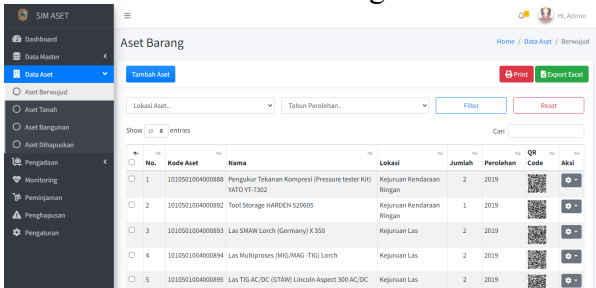 SIM ASET
Hi, Admin
Dashboard
Data Master
Data Aset
Aset Berwujud
Aset Tanah
Aset Bangunan
Aset Dihapuskan
Pengadaan
Monitoring
Peminjaman
Penghapusan
Pengaturan
Aset Barang
Home / Data Aset / Berwujud
Tambah Aset
Print
Export Excel
Lokasi Aset..
Tahun Perolehan..
Filter
Reset
Show 10 entries
Cari
No. Kode Aset Nama Lokasi Jumlah Perolehan QR Code Aksi
1 1010501004000888 Pengukur Tekanan Kompresi (Pressure tester Kit) YATO YT-7302 Kejuruan Kendaraan Ringan 2 2019
2 1010501004000892 Tool Storage HARDEN 520605 Kejuruan Kendaraan Ringan 1 2019
3 1010501004000893 Las SMAW Lorch (Germany) X 350 Kejuruan Las 2 2019
4 1010501004000894 Las Multiproses (MIG/MAG -TIG) Lorch Kejuruan Las 2 2019
5 1010501004000895 Las TIG AC/DC (GTAW) Lincoln Aspect 300 AC/DC Kejuruan Las 2 2019